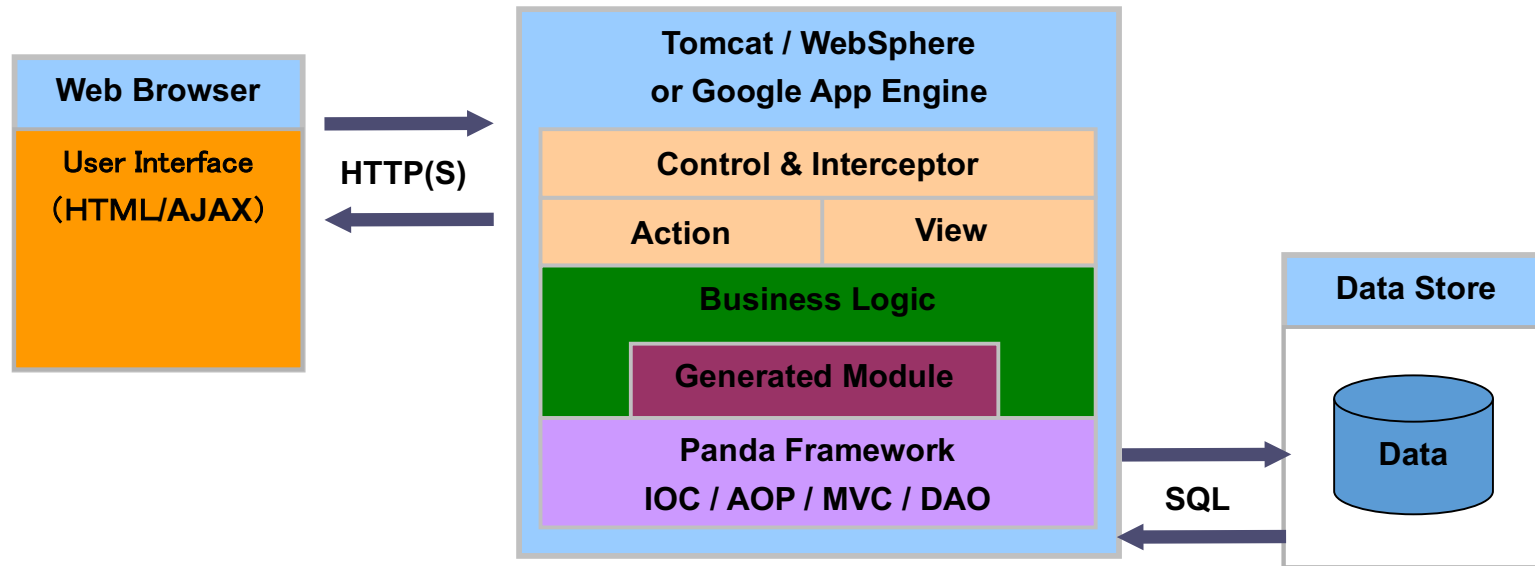 Web Browser
User Interface
（HTML/AJAX）
HTTP(S)
Tomcat / WebSphere
or Google App Engine
Control & Interceptor
Action
View
Business Logic
Generated Module
Panda Framework
IOC / AOP / MVC / DAO
SQL
Data Store
Data